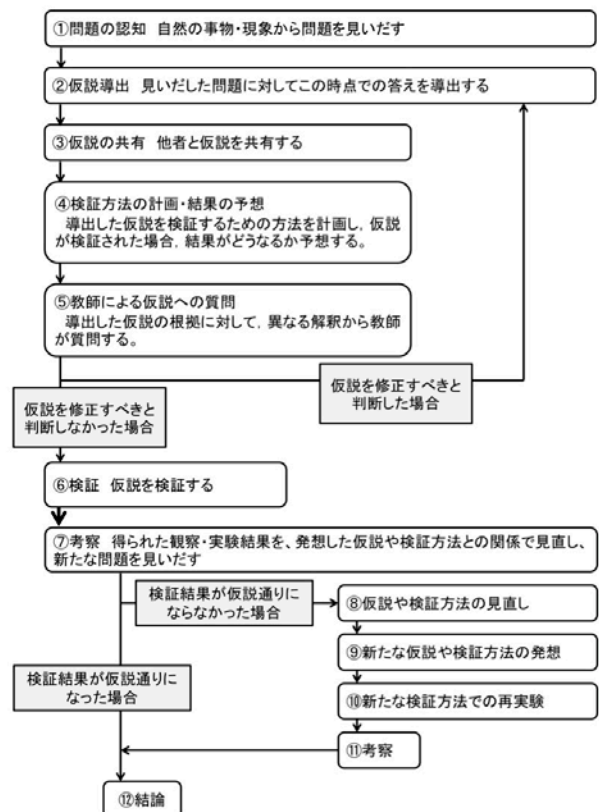 ①問題の認知 自然の事物・現象から問題を見いだす
②仮説導出 見いだした問題に対してこの時点での答えを導出する
③仮説の共有 他者と仮説を共有する
④検証方法の計画・結果の予想
導出した仮説を検証するための方法を計画し，仮説
が検証された場合，結果がどうなるか予想する。
⑤教師による仮説への質問
導出した仮説の根拠に対して，異なる解釈から教師
が質問する。
仮説を修正すべきと
判断した場合
仮説を修正すべきと
判断しなかった場合
⑥検証 仮説を検証する
⑦考察 得られた観察・実験結果を、発想した仮説や検証方法との関係で見直し、
新たな問題を見いだす
検証結果が仮説通りに
ならなかった場合
⑧仮説や検証方法の見直し
⑨新たな仮説や検証方法の発想
検証結果が仮説通りに
なった場合
⑩新たな検証方法での再実験
⑪考察
⑫結論